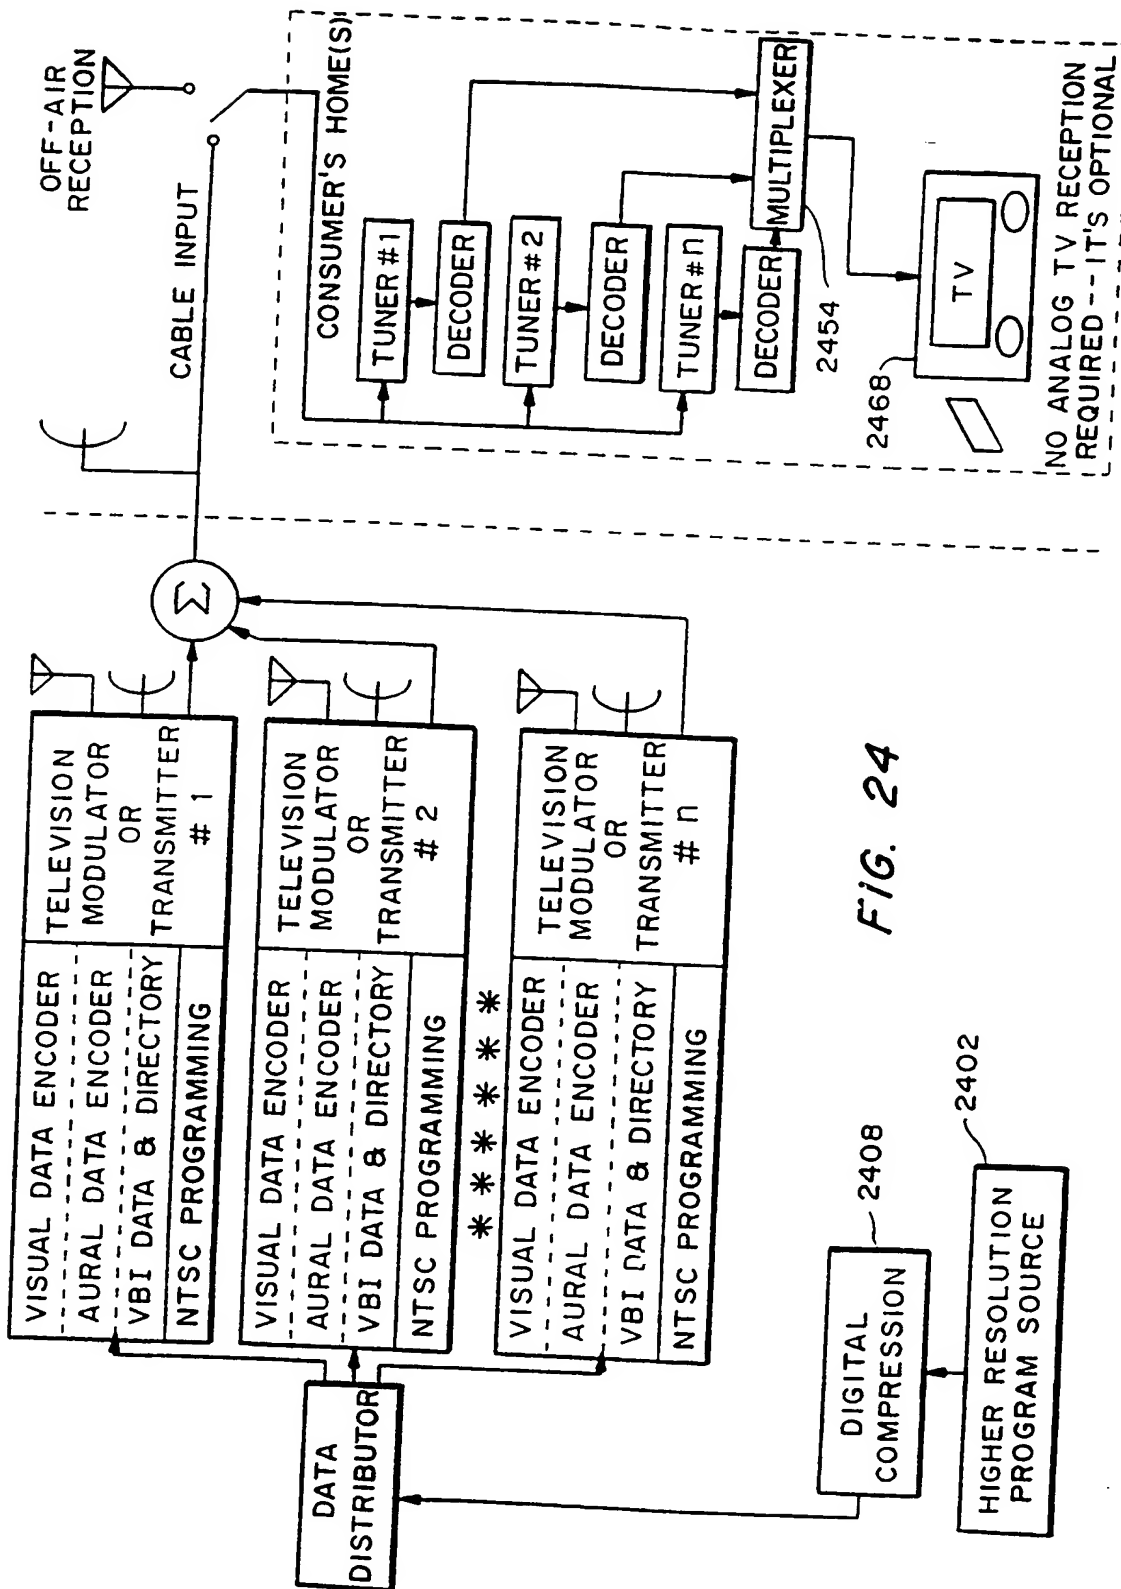 HIGHER RESOLUTION
PROGRAM SOURCE
2402
DIGITAL
COMPRESSION
2408
DATA
DISTRIBUTOR
VISUAL DATA ENCODER
AURAL DATA ENCODER
VBI DATA & DIRECTORY
NTSC PROGRAMMING
TELEVISION
MODULATOR
OR
TRANSMITTER
# 1
VISUAL DATA ENCODER
AURAL DATA ENCODER
VBI DATA & DIRECTORY
NTSC PROGRAMMING
TELEVISION
MODULATOR
OR
TRANSMITTER
# 2
******
VISUAL DATA ENCODER
AURAL DATA ENCODER
VBI DATA & DIRECTORY
NTSC PROGRAMMING
TELEVISION
MODULATOR
OR
TRANSMITTER
# n
Σ
CABLE INPUT
OFF-AIR
RECEPTION
CONSUMER'S HOME(S)
TUNER #1
DECODER
TUNER #2
DECODER
TUNER #n
DECODER
MULTIPLEXER
2454
TV
2468
NO ANALOG TV RECEPTION
REQUIRED--IT'S OPTIONAL
FIG. 24